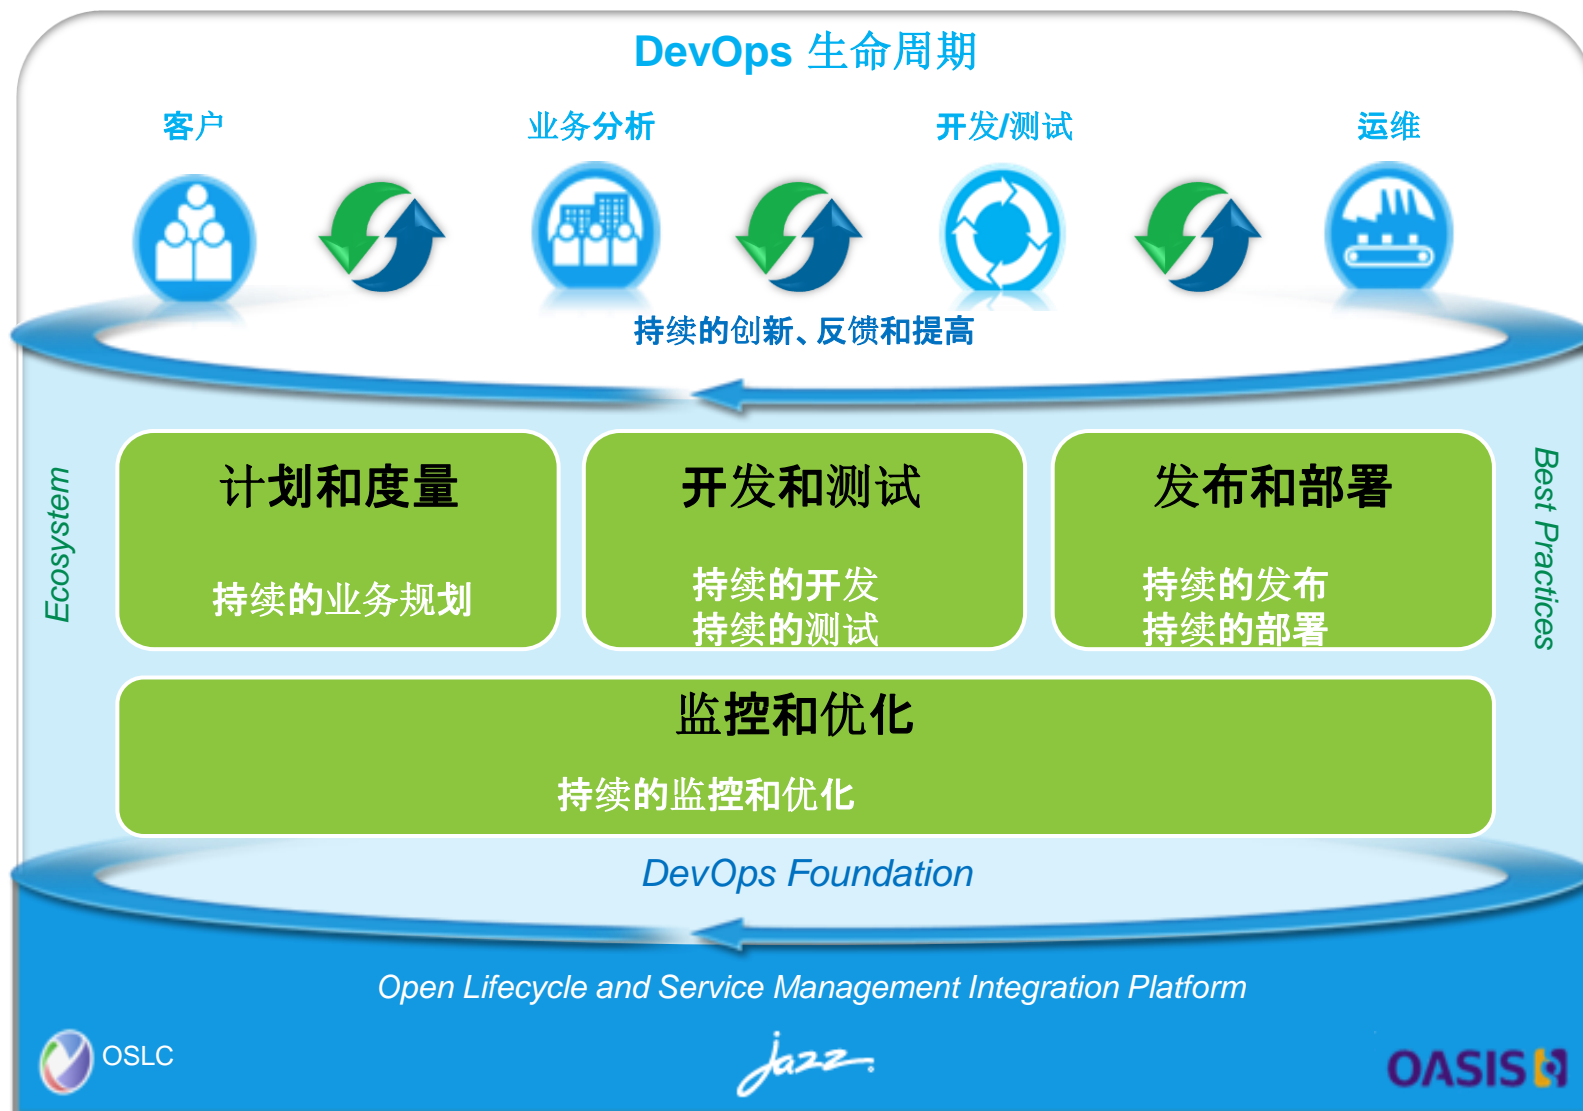 DevOps 生命周期
客户
业务分析
开发/测试
运维
持续的创新、反馈和提高
Ecosystem
计划和度量
持续的业务规划
开发和测试
持续的开发
持续的测试
发布和部署
持续的发布
持续的部署
Best Practices
监控和优化
持续的监控和优化
DevOps Foundation
Open Lifecycle and Service Management Integration Platform
OSLC
jazz
OASIS